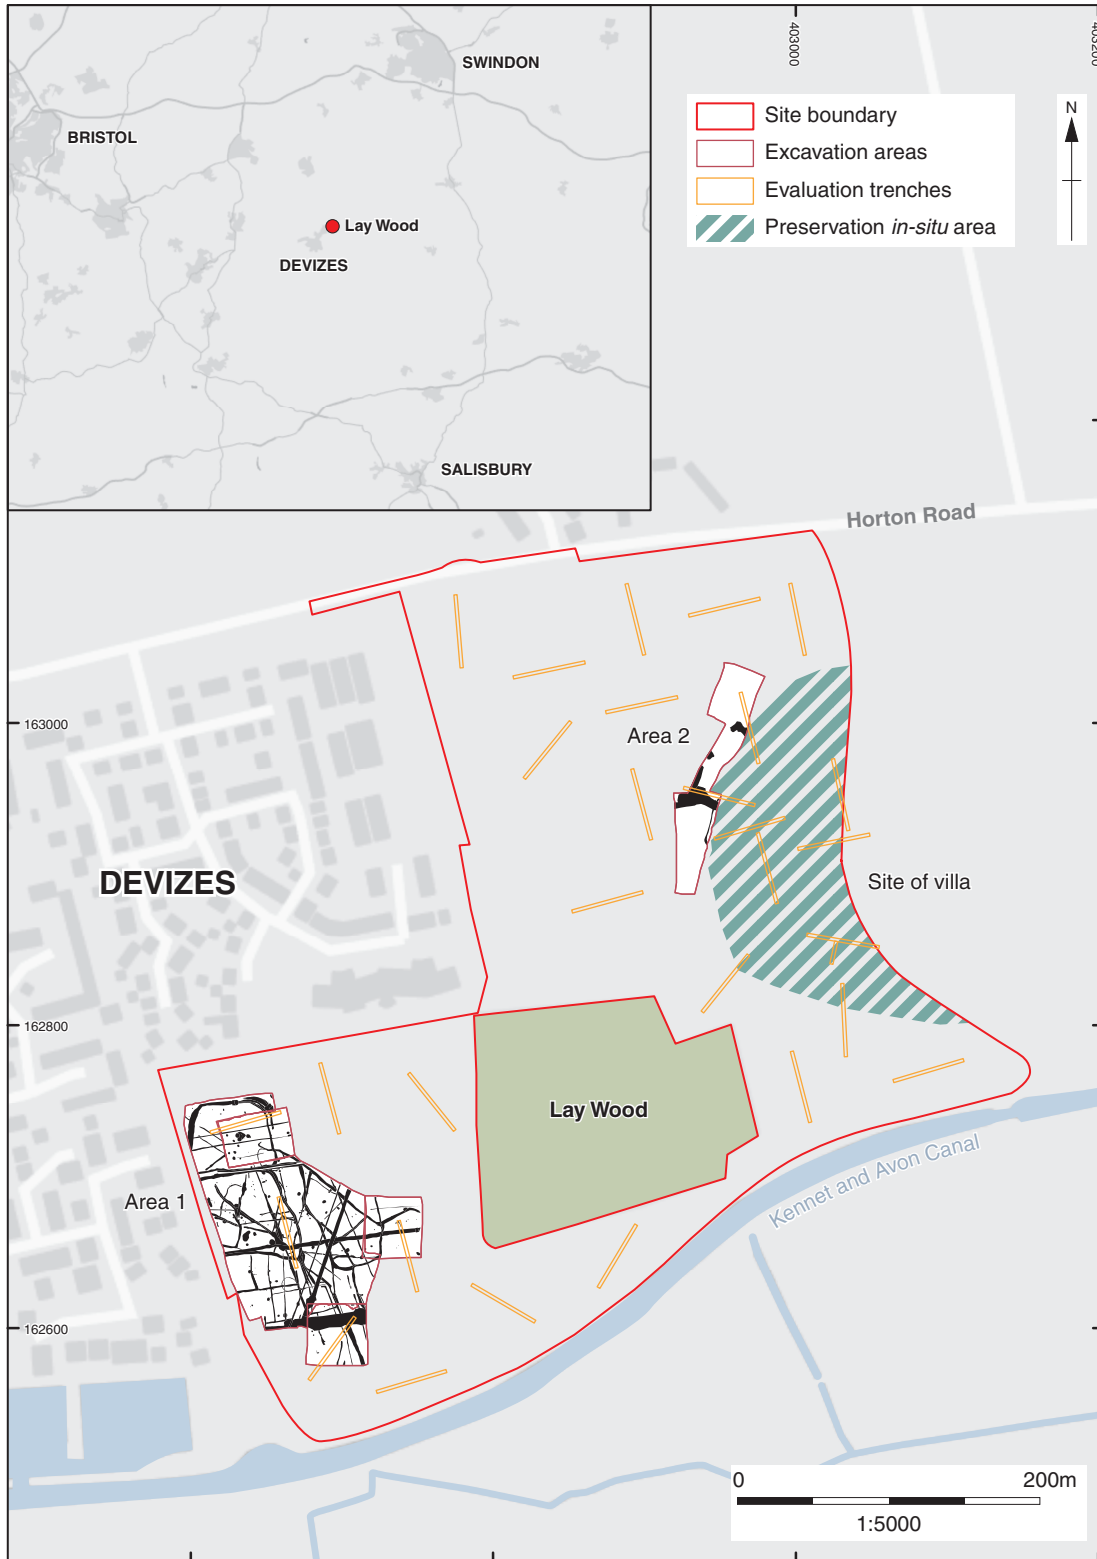 SWINDON
BRISTOL
Lay Wood
DEVIZES
SALISBURY
403000
403200
Site boundary
Excavation areas
Evaluation trenches
Preservation in-situ area
N
Horton Road
163000
Area 2
DEVIZES
Site of villa
162800
Lay Wood
Area 1
Kennet and Avon Canal
162600
0 200m
1:5000